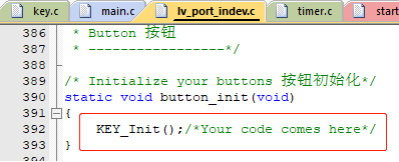 key.c main.c lv_port_indev.c timer.c start
386 * Button 按钮
387 * -----------------*/
388
389 /* Initialize your buttons 按钮初始化*/
390 static void button_init(void)
391 {
392 KEY_Init();/*Your code comes here*/
393 }